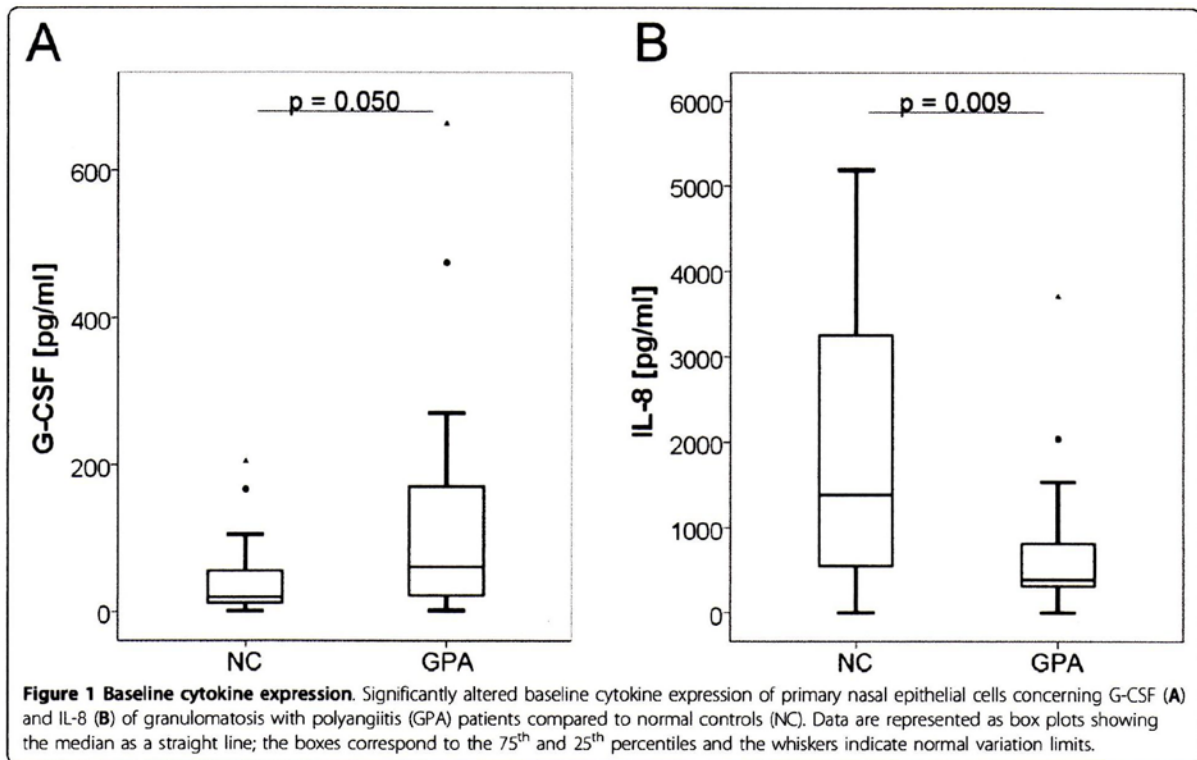 A
B
p = 0.050
p = 0.009
G-CSF [pg/ml]
600
400
200
0
NC
GPA
IL-8 [pg/ml]
6000
5000
4000
3000
2000
1000
0
NC
GPA
Figure 1 Baseline cytokine expression. Significantly altered baseline cytokine expression of primary nasal epithelial cells concerning G-CSF (A)
and IL-8 (B) of granulomatosis with polyangiitis (GPA) patients compared to normal controls (NC). Data are represented as box plots showing
the median as a straight line; the boxes correspond to the 75th and 25th percentiles and the whiskers indicate normal variation limits.